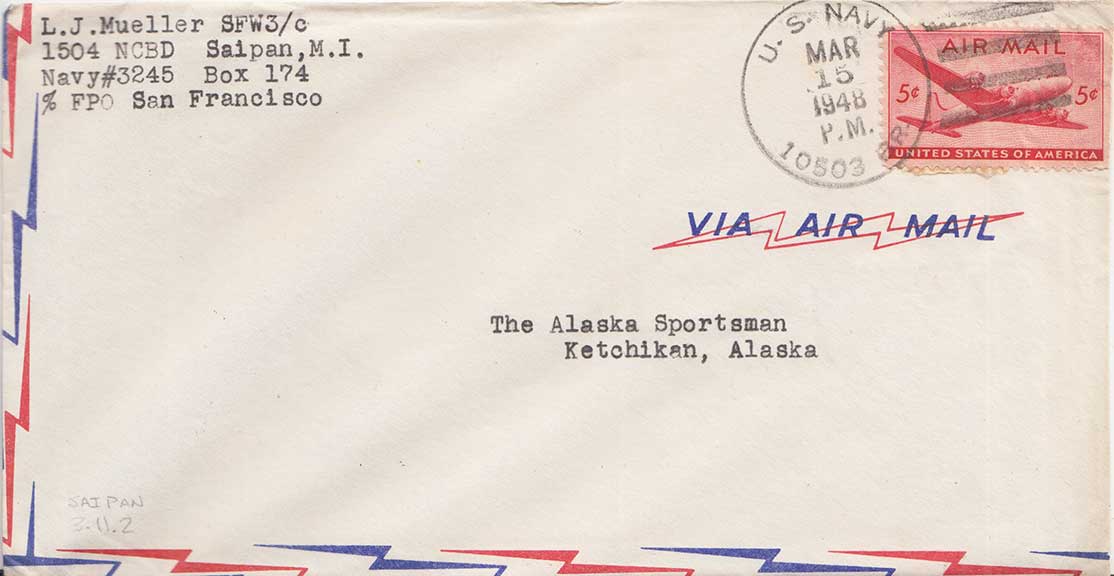 L.J.Mueller SFW3/c
1504 NCBD Saipan,M.I.
Navy#3245 Box 174
% FPO San Francisco
U. S. NAVY
MAR
15
1948
P.M.
10503 BR.
AIR MAIL
5¢ 5¢
UNITED STATES OF AMERICA
VIA AIR MAIL
The Alaska Sportsman
Ketchikan, Alaska
SAIPAN
3.11.2